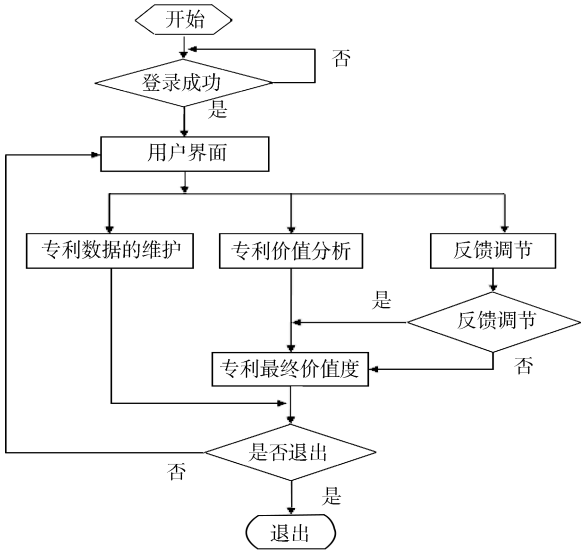 开始
否
登录成功
是
用户界面
专利数据的维护
专利价值分析
反馈调节
是
反馈调节
专利最终价值度
否
是否退出
否
是
退出